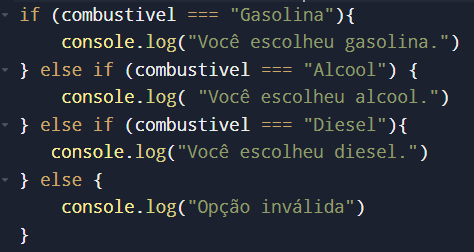 if (combustivel === "Gasolina"){
console.log("Você escolheu gasolina.")
} else if (combustivel === "Alcool") {
console.log( "Você escolheu alcool.")
} else if (combustivel === "Diesel"){
console.log("Você escolheu diesel.")
} else {
console.log("Opção inválida")
}